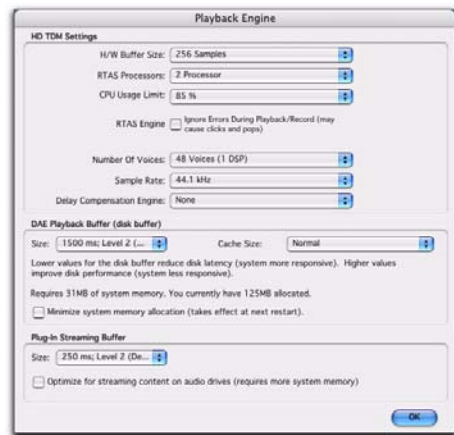 Playback Engine
HD TDM Settings
H/W Buffer Size: 256 Samples
RTAS Processors: 2 Processor
CPU Usage Limit: 85 %
RTAS Engine Ignore Errors During Playback/Record (may
cause clicks and pops)
Number Of Voices: 48 Voices (1 DSP)
Sample Rate: 44.1 kHz
Delay Compensation Engine: None
DAE Playback Buffer (disk buffer)
Size: 1500 ms; Level 2 (... Cache Size: Normal
Lower values for the disk buffer reduce disk latency (system more responsive). Higher values
improve disk performance (system less responsive).
Requires 31MB of system memory. You currently have 125MB allocated.
Minimize system memory allocation (takes effect at next restart).
Plug-In Streaming Buffer
Size: 250 ms; Level 2 (De...
Optimize for streaming content on audio drives (requires more system memory)
OK